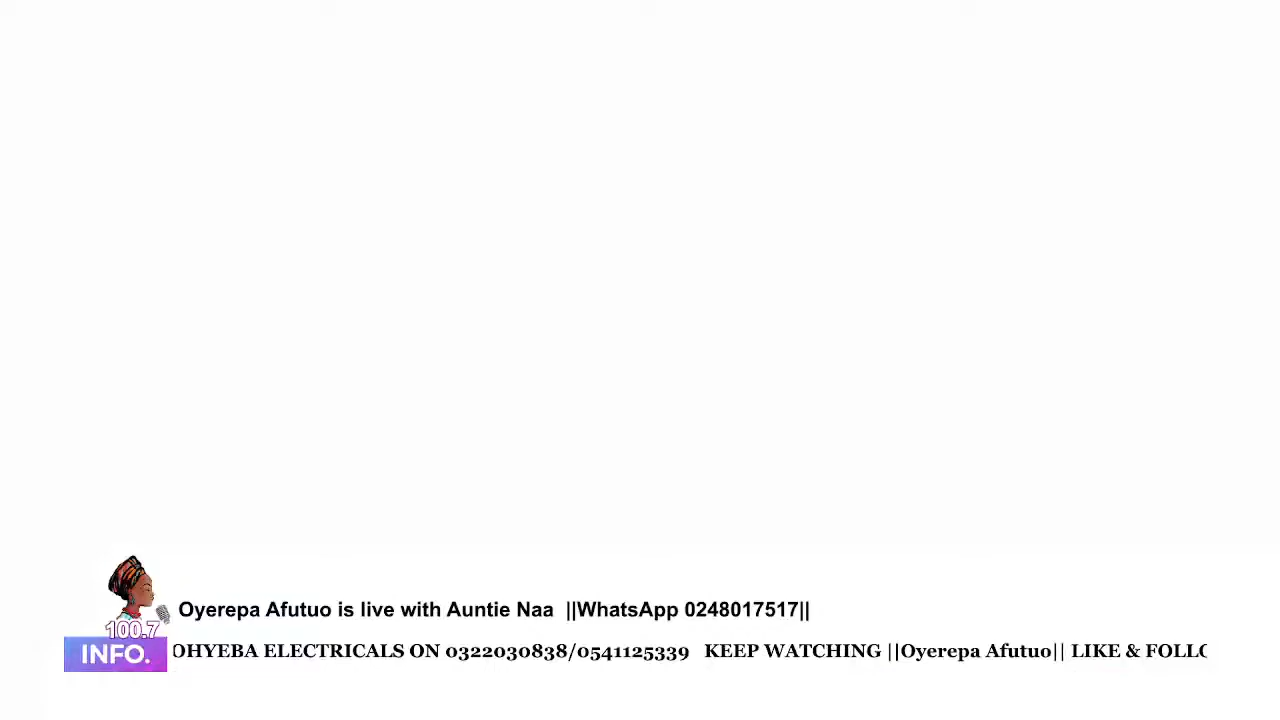 Oyerepa Afutuo is live with Auntie Naa ||WhatsApp 0248017517||
100.7
INFO.
OHYEBA ELECTRICALS ON 0322030838/0541125339 KEEP WATCHING ||Oyerepa Afutuo|| LIKE & FOLLO